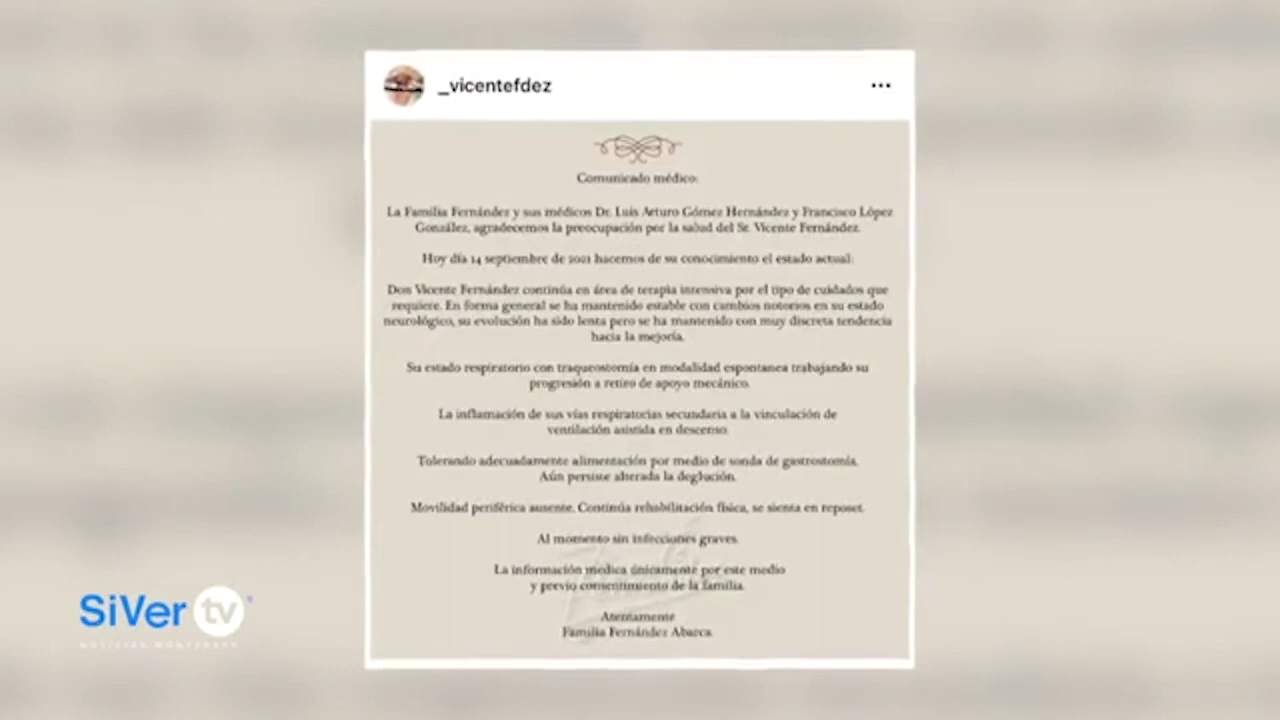 _vicentefdez
Comunicado médico:
La Familia Fernández y sus médicos Dr. Luis Arturo Gómez Hernández y Francisco López
González, agradecemos la preocupación por la salud del Sr. Vicente Fernández.
Hoy día 14 septiembre de 2021 hacemos de su conocimiento el estado actual:
Don Vicente Fernández continúa en área de terapia intensiva por el tipo de cuidados que
requiere. En forma general se ha mantenido estable con cambios notorios en su estado
neurológico, su evolución ha sido lenta pero se ha mantenido con muy discreta tendencia
hacia la mejoría.
Su estado respiratorio con traqueostomía en modalidad espontanea trabajando su
progresión a retiro de apoyo mecánico.
La inflamación de sus vías respiratorias secundaria a la vinculación de
ventilación asistida en descenso.
Tolerando adecuadamente alimentación por medio de sonda de gastrostomía.
Aún persiste alterada la deglución.
Movilidad periférica ausente. Continúa rehabilitación física, se sienta en reposet.
Al momento sin infecciones graves.
La información médica únicamente por este medio
y previo consentimiento de la familia.
Atentamente
Familia Fernández Abarca.
SiVer tv
NOTICIAS MONTERREY